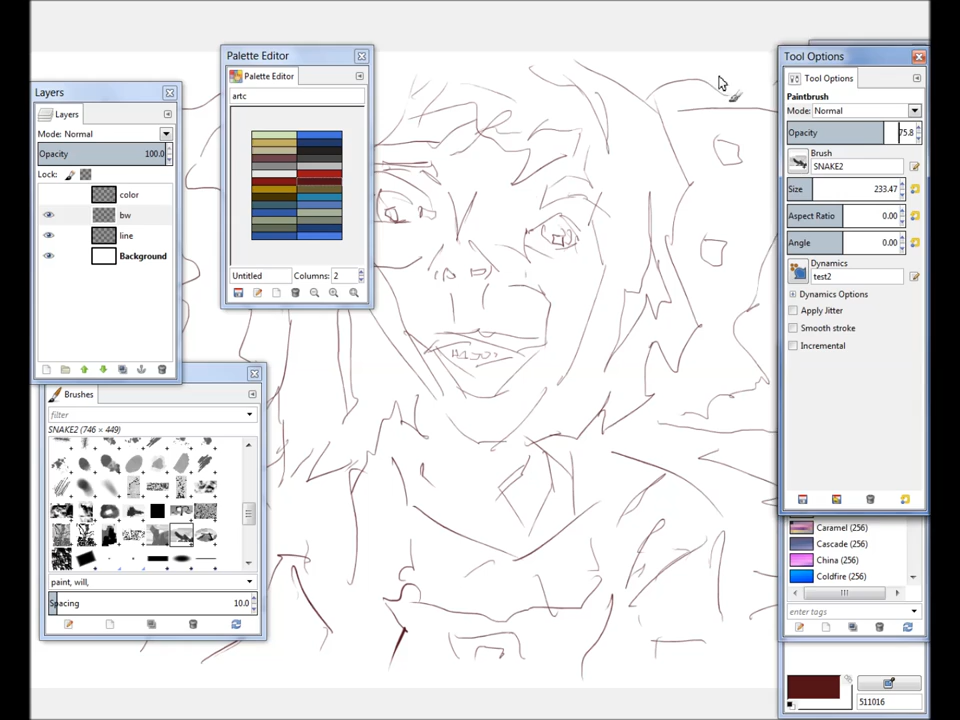 Layers
Layers
Mode: Normal
Opacity 100.0
Lock:
color
bw
line
Background
Palette Editor
Palette Editor
artc
Untitled Columns: 2
Brushes
filter
SNAKE2 (746 × 449)
paint, will,
Spacing 10.0
Tool Options
Tool Options
Paintbrush
Mode: Normal
Opacity 75.8
Brush
SNAKE2
Size 233.47
Aspect Ratio 0.00
Angle 0.00
Dynamics
test2
Dynamics Options
Apply Jitter
Smooth stroke
Incremental
Caramel (256)
Cascade (256)
China (256)
Coldfire (256)
enter tags
511016